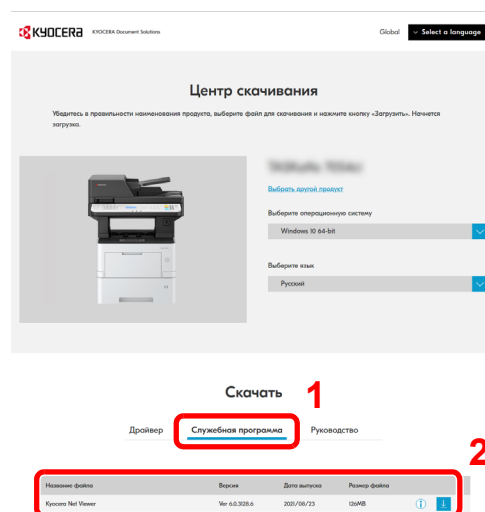 KYOCERA KYOCERA Document Solutions Global Select a language
Центр скачивания
Убедитесь в правильности наименования продукта, выберите файл для скачивания и нажмите кнопку «Загрузить». Начнется
загрузка.
Выбрать другой продукт
Выберите операционную систему
Windows 10 64-bit
Выберите язык
Русский
Скачать 1
Драйвер Служебная программа Руководство
2
Название файла Версия Дата выпуска Размер файла
Kyocera Net Viewer Ver 6.0.3128.6 2021/08/23 126MB